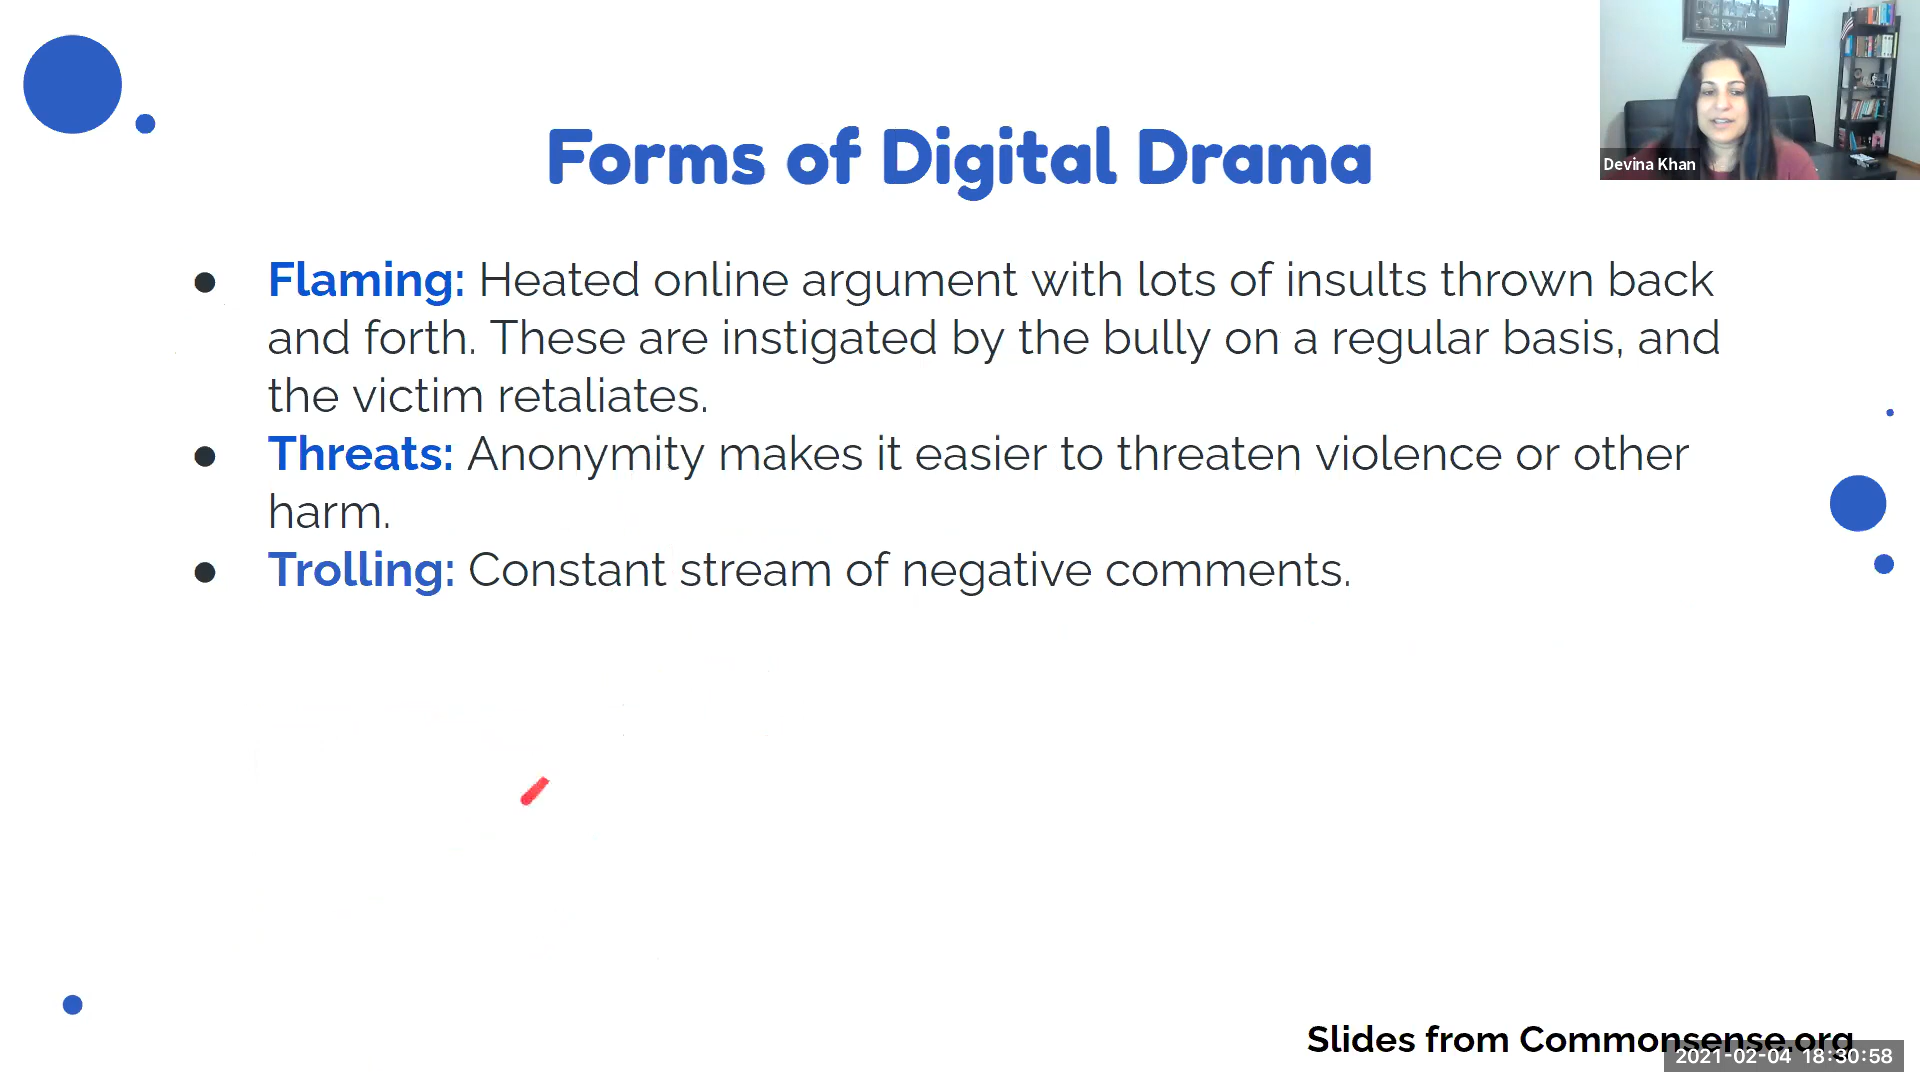 Forms of Digital Drama
Devina Khan
● Flaming: Heated online argument with lots of insults thrown back
and forth. These are instigated by the bully on a regular basis, and
the victim retaliates.
● Threats: Anonymity makes it easier to threaten violence or other
harm.
● Trolling: Constant stream of negative comments.
Slides from Commonsense.org
2021-02-04 18:30:58